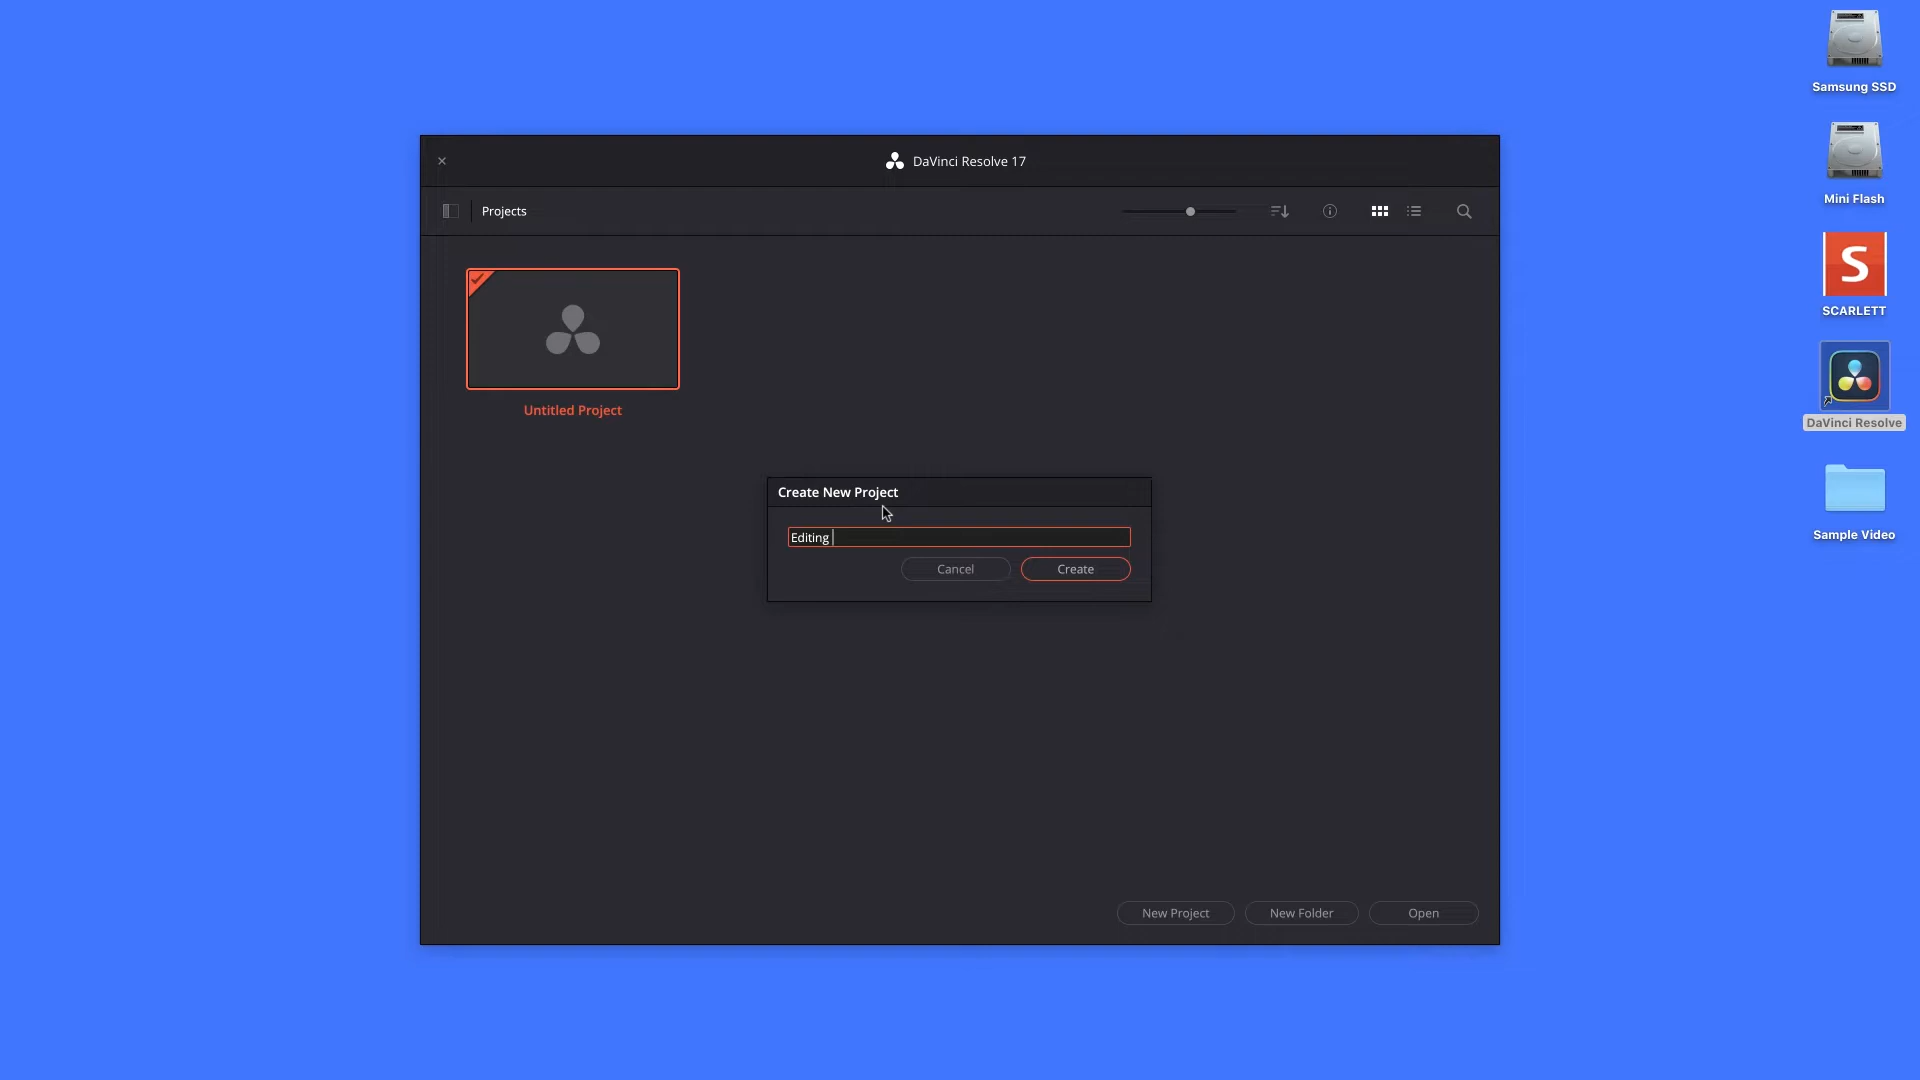 DaVinci Resolve 17
Projects
Untitled Project
Create New Project
Editing
Cancel
Create
New Project
New Folder
Open
Samsung SSD
Mini Flash
S
SCARLETT
DaVinci Resolve
Sample Video